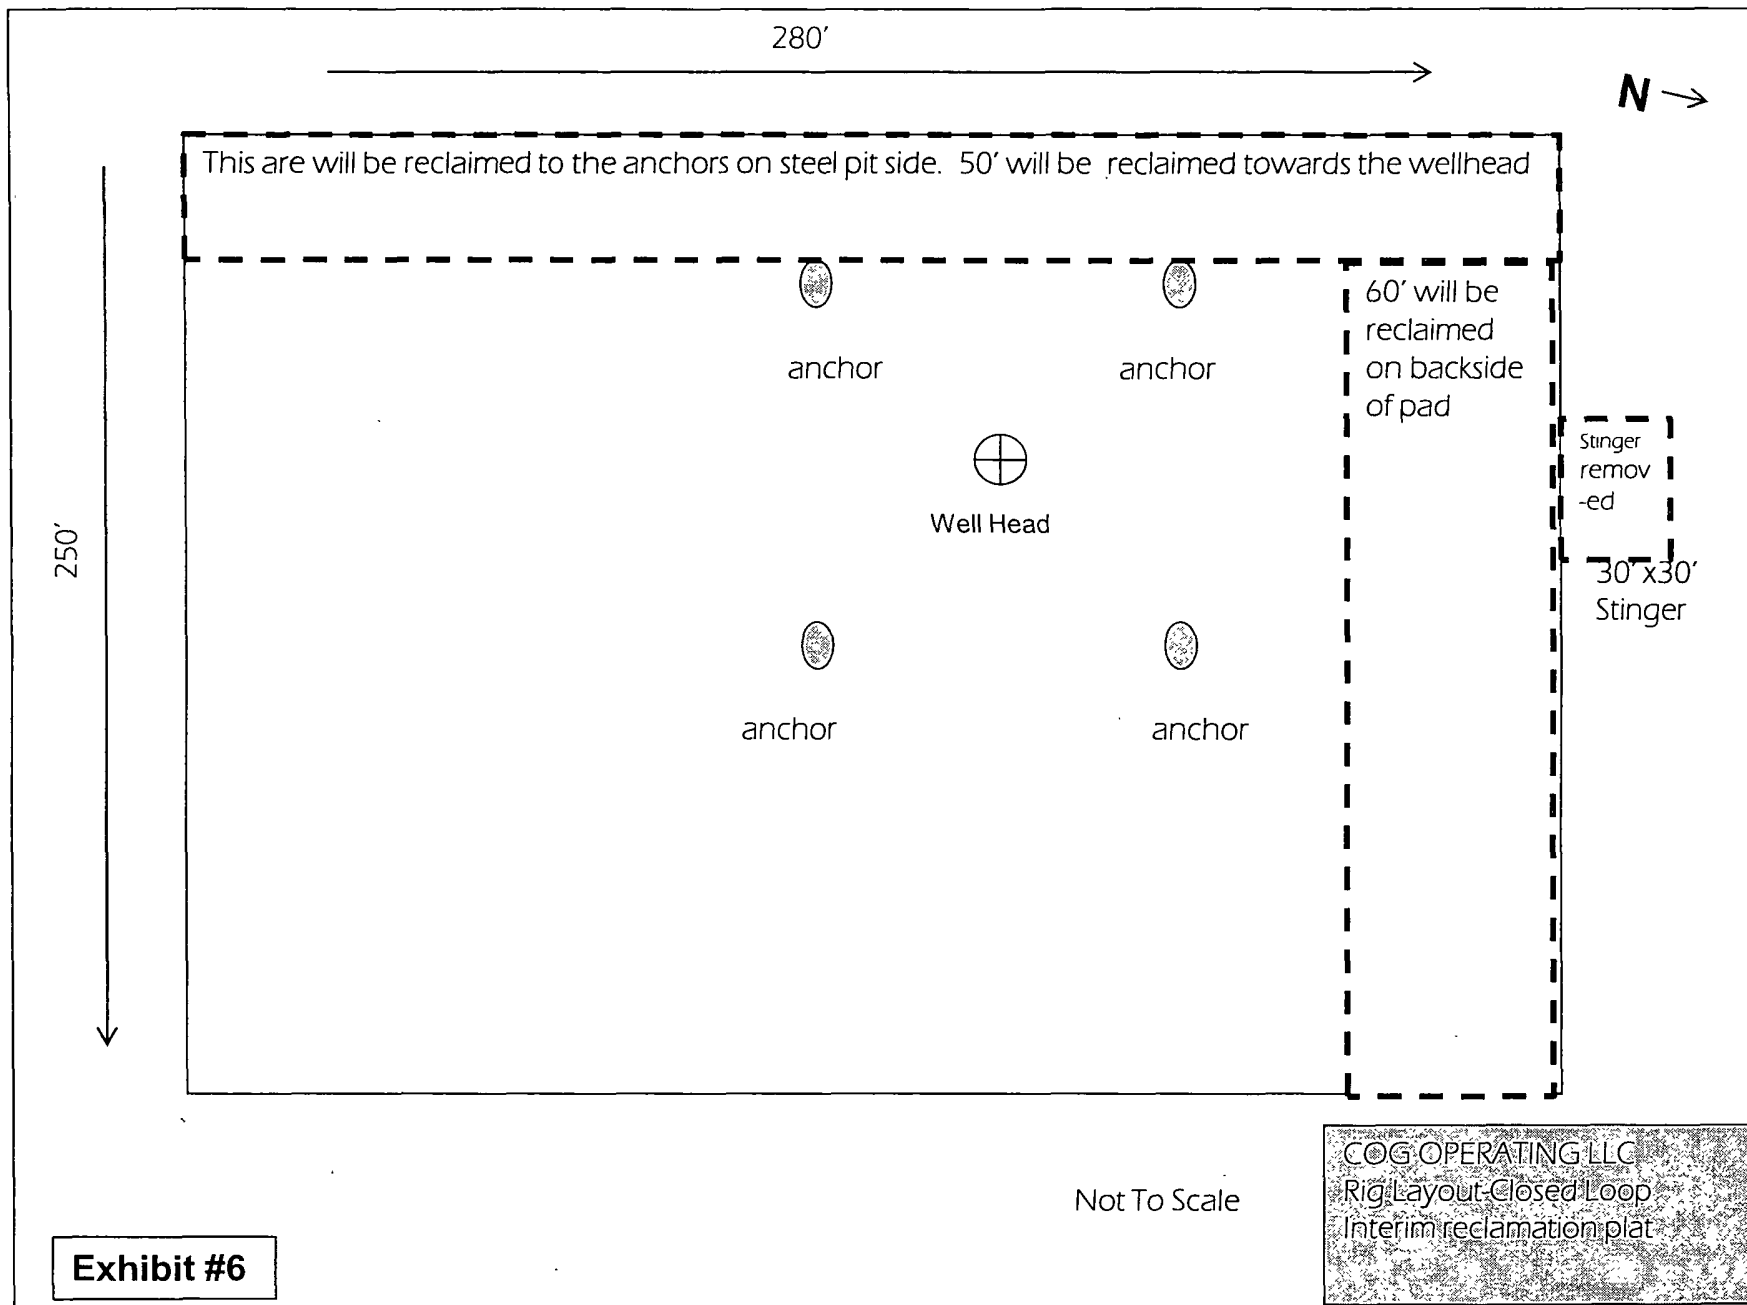 280′
N
This are will be reclaimed to the anchors on steel pit side. 50′ will be reclaimed towards the wellhead
60′ will be
reclaimed
on backside
of pad
anchor
anchor
Stinger
remov
-ed
Well Head
250′
30′x30′
Stinger
anchor
anchor
COG OPERATING LLC
Rig Layout-Closed Loop
Interim reclamation plat
Not To Scale
Exhibit #6